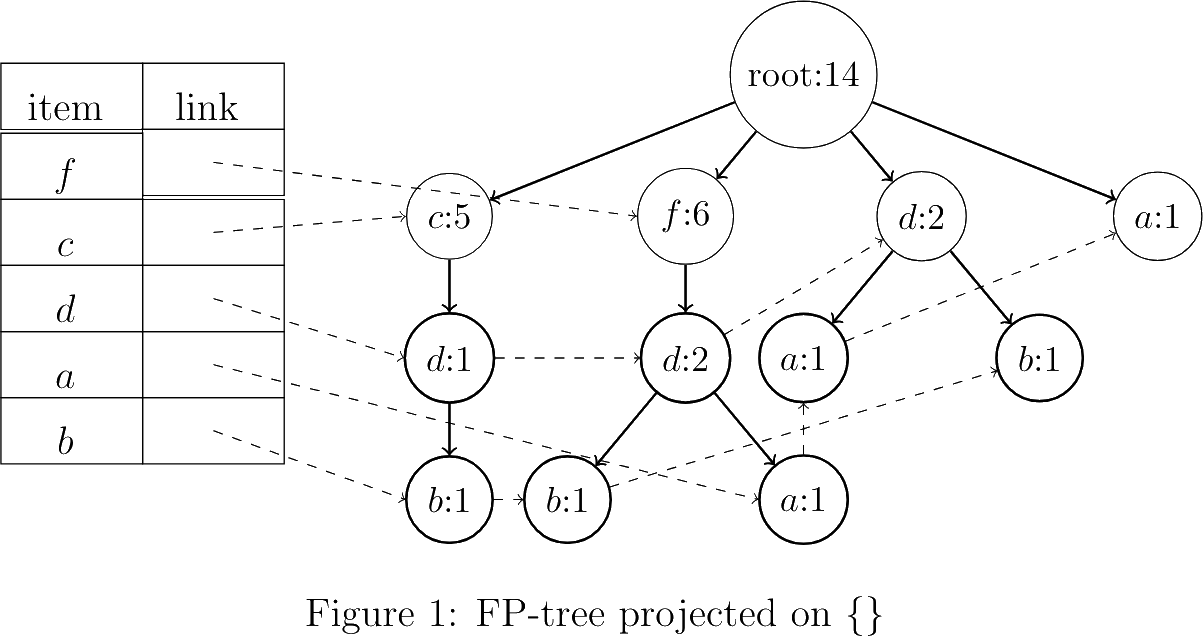 root:14
item link
f
c
d
a
b
c:5 f:6 d:2 a:1
d:1 d:2 a:1 b:1
b:1 b:1 a:1
Figure 1: FP-tree projected on {}